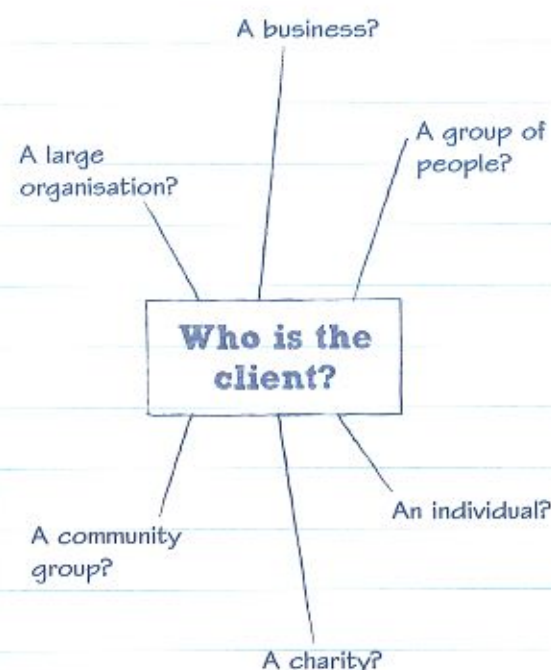 A business?
A group of
people?
A large
organisation?
Who is the
client?
An individual?
A community
group?
A charity?